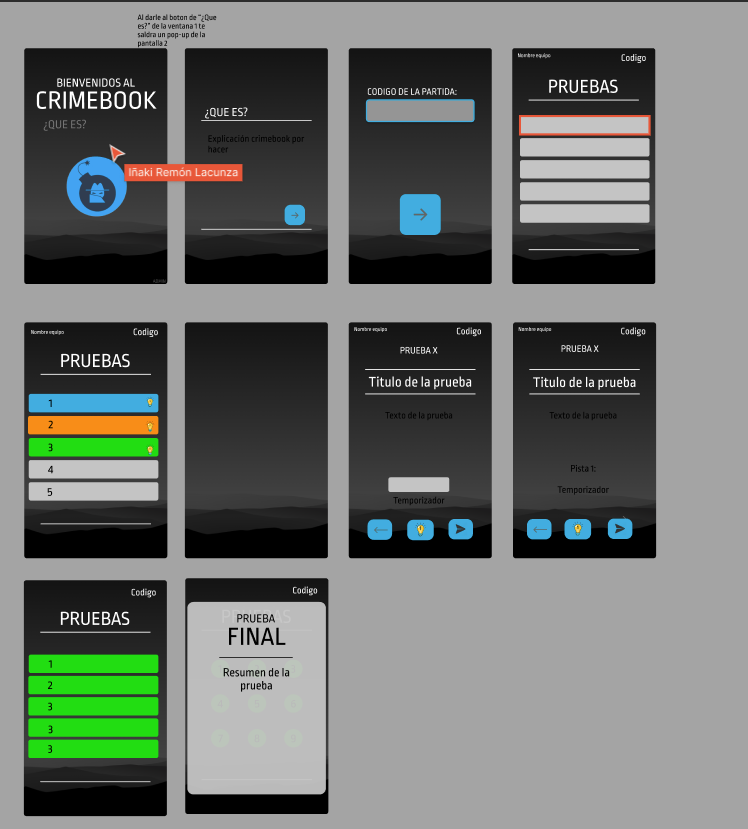 Al darle al boton de "¿Que
es?" de la ventana 1 te
saldra un pop-up de la
pantalla 2
BIENVENIDOS AL
CRIMEBOOK
¿QUE ES?
Iñaki Remón Lacunza
¿QUE ES?
Explización crimebook por
hacer
CODIGO DE LA PARTIDA:
Nombre equipo
Codigo
PRUEBAS
Nombre equipo
Codigo
PRUEBAS
1
2
3
4
5
Nombre equipo
Codigo
PRUEBA X
Titulo de la prueba
Texto de la prueba
Temporizador
Nombre equipo
Codigo
PRUEBA X
Titulo de la prueba
Texto de la prueba
Pista 1:
Temporizador
Codigo
PRUEBAS
1
2
3
3
3
Codigo
PRUEBAS
PRUEBA
FINAL
Resumen de la
prueba